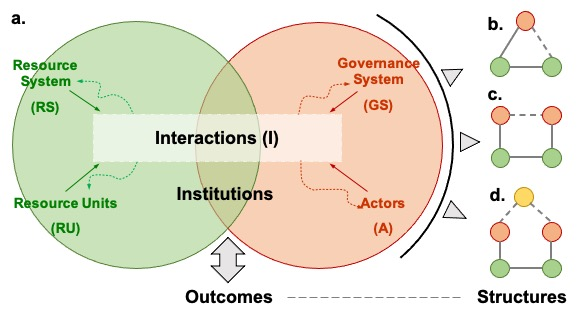 a.
Resource
System
(RS)
Governance
System
(GS)
Interactions (I)
Institutions
Resource Units
(RU)
Actors
(A)
Outcomes
Structures
b.
c.
d.